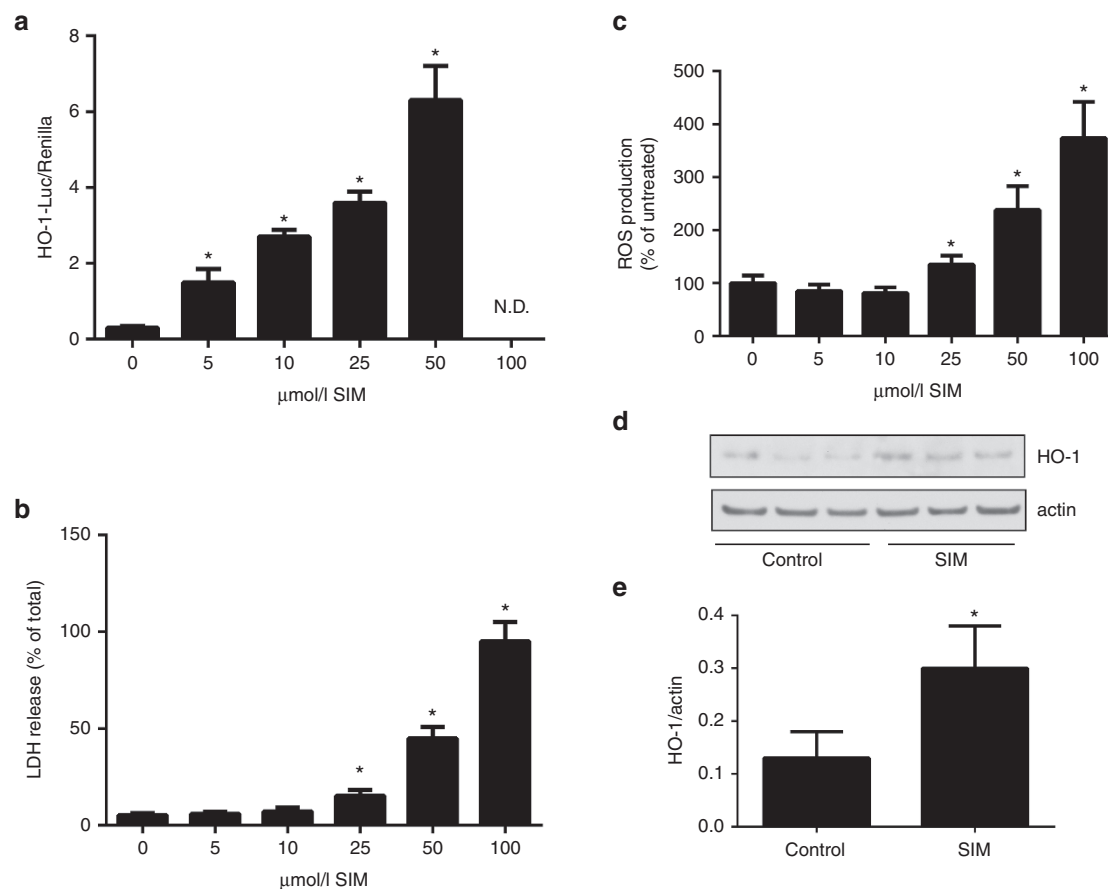 a
8
6
4
2
0
HO-1-Luc/Renilla
*
*
*
*
N.D.
0 5 10 25 50 100
μmol/l SIM
b
150
100
50
0
LDH release (% of total)
*
*
*
0 5 10 25 50 100
μmol/l SIM
c
500
400
300
200
100
0
ROS production
(% of untreated)
*
*
*
0 5 10 25 50 100
μmol/l SIM
d
HO-1
actin
Control SIM
e
0.4
0.3
0.2
0.1
0.0
HO-1/actin
*
Control SIM